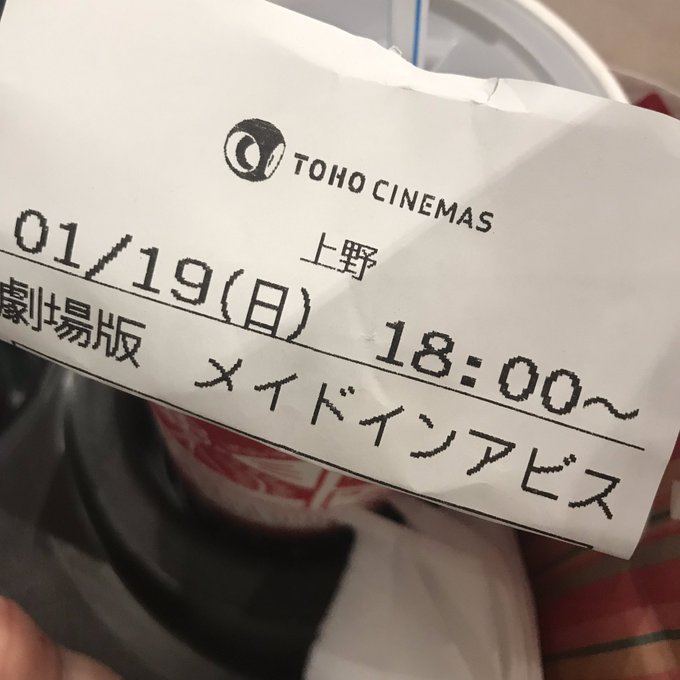 TOHO CINEMAS
上野
01/19(日) 18:00~
劇場版 メイドインアビス